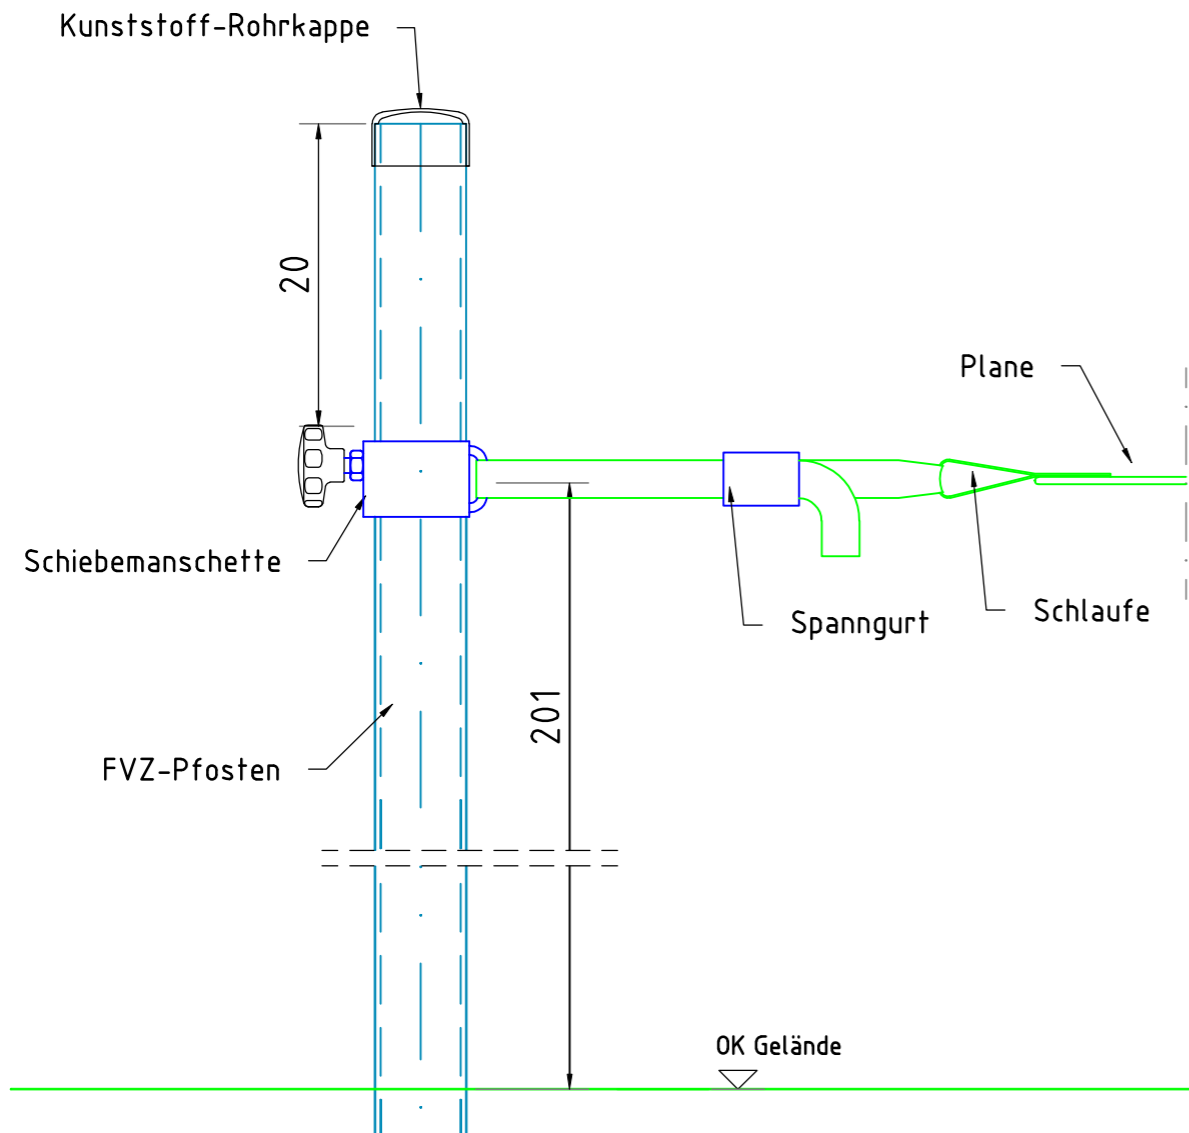 Kunststoff-Rohrkappe
20
Plane
Schiebemanschette
Spanngurt
Schlaufe
201
FVZ-Pfosten
OK Gelände